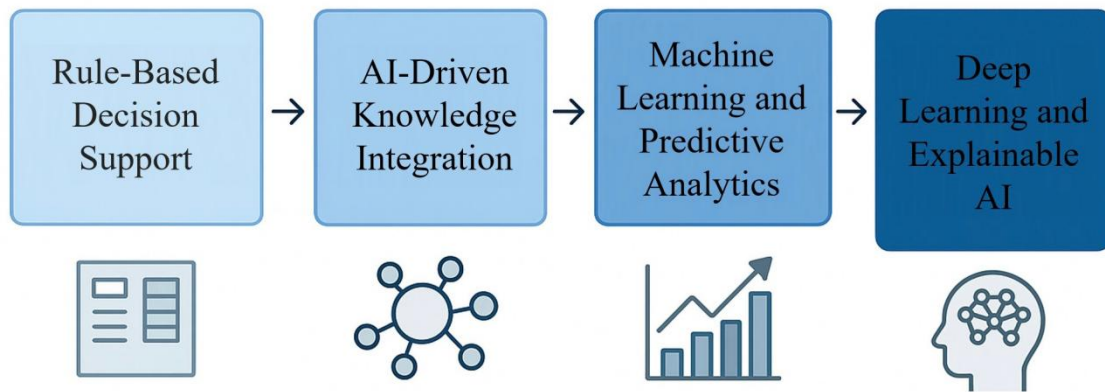 Rule-Based
Decision
Support
AI-Driven
Knowledge
Integration
Machine
Learning and
Predictive
Analytics
Deep
Learning and
Explainable
AI